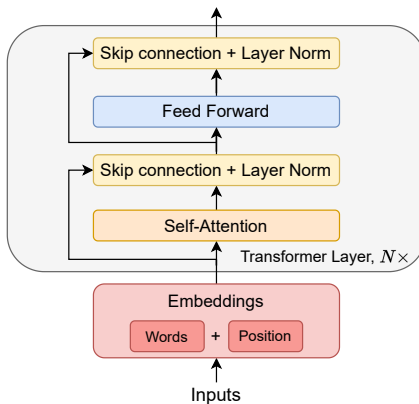 Skip connection + Layer Norm
Feed Forward
Skip connection + Layer Norm
Self-Attention
Transformer Layer, N×
Embeddings
Words + Position
Inputs